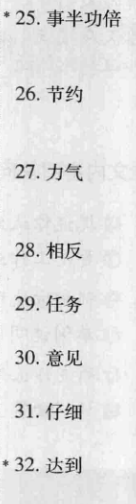 * 25. 事半功倍
26. 节约
27. 力气
28. 相反
29. 任务
30. 意见
31. 仔细
* 32. 达到